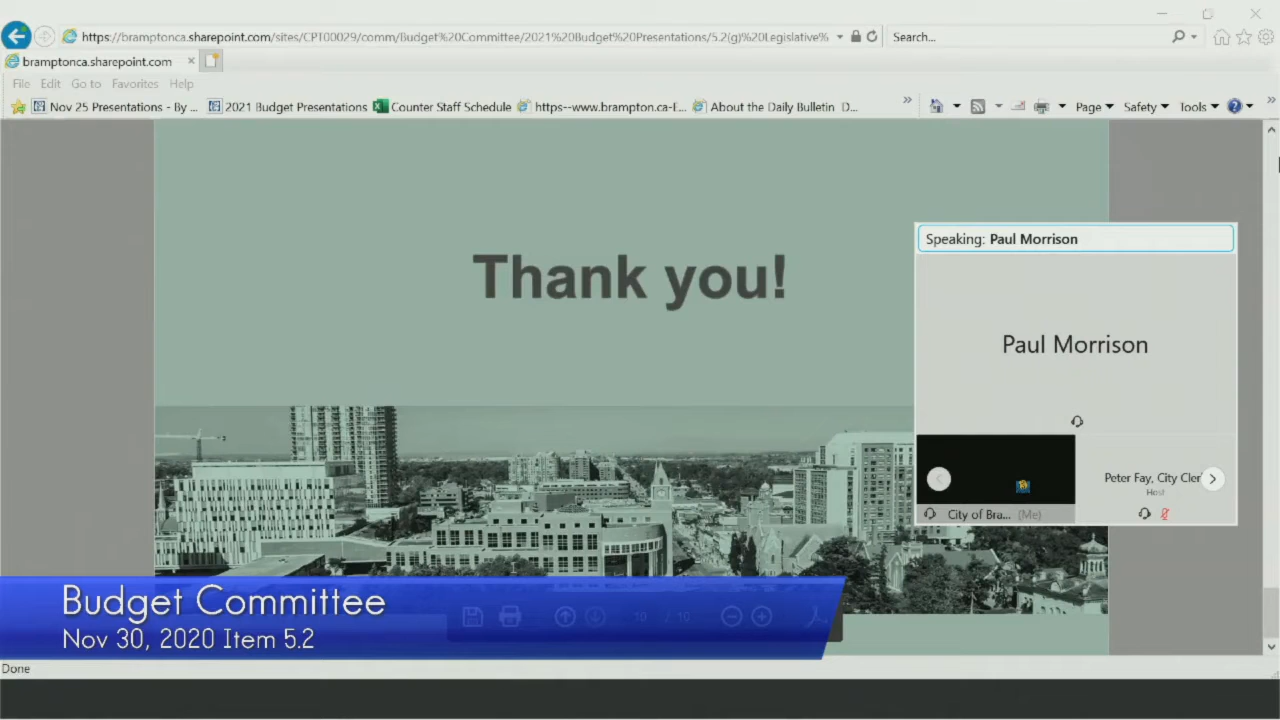 https://bramptonca.sharepoint.com/sites/CPT00029/comm/Budget%20Committee/2021%20Budget%20Presentations/5.2(g)%20Legislative%
Search...
bramptonca.sharepoint.com
File Edit Go to Favorites Help
Nov 25 Presentations - By ... 2021 Budget Presentations Counter Staff Schedule https--www.brampton.ca-E... About the Daily Bulletin D... Page Safety Tools
Thank you!
Speaking: Paul Morrison
Paul Morrison
Peter Fay, City Cler
Host
City of Bra... (Me)
Budget Committee
10 / 10
Nov 30, 2020 Item 5.2
Done